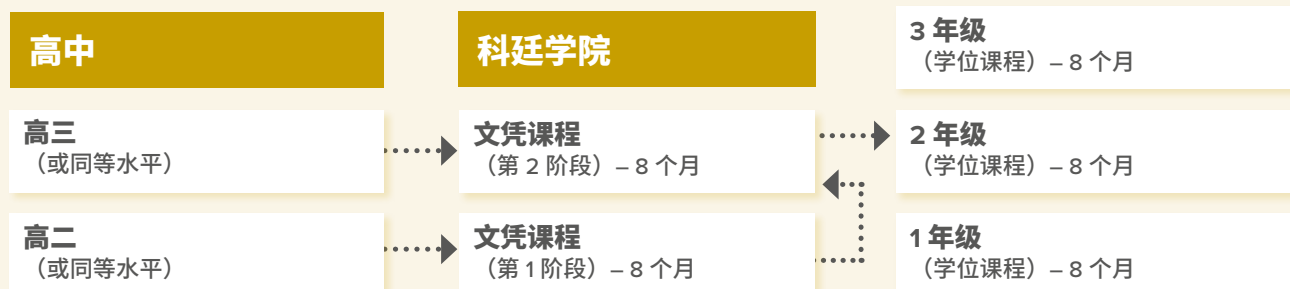 高中
高三
（或同等水平）
高二
（或同等水平）
科廷学院
文凭课程
（第 2 阶段）– 8 个月
文凭课程
（第 1 阶段）– 8 个月
3 年级
（学位课程）– 8 个月
2 年级
（学位课程）– 8 个月
1 年级
（学位课程）– 8 个月